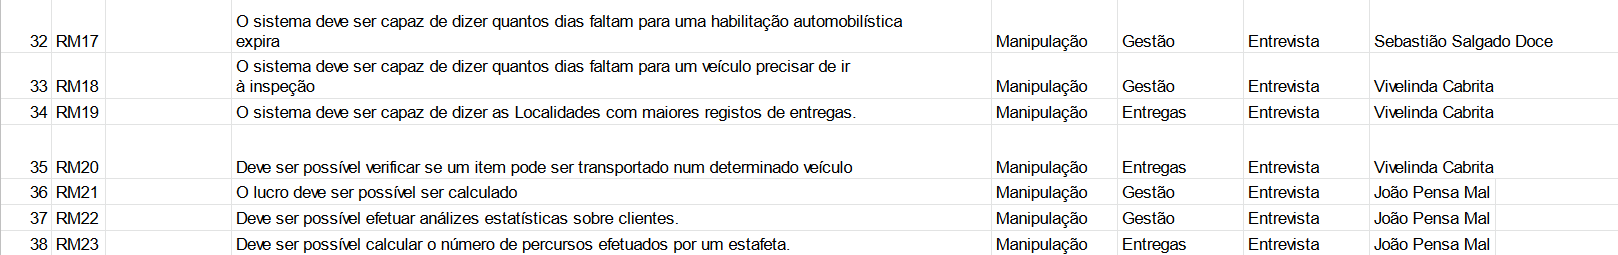 O sistema deve ser capaz de dizer quantos dias faltam para uma habilitação automobilística
32 RM17 expira Manipulação Gestão Entrevista Sebastião Salgado Doce
O sistema deve ser capaz de dizer quantos dias faltam para um veículo precisar de ir
33 RM18 à inspeção Manipulação Gestão Entrevista Vivelinda Cabrita
34 RM19 O sistema deve ser capaz de dizer as Localidades com maiores registos de entregas. Manipulação Entregas Entrevista Vivelinda Cabrita
35 RM20 Deve ser possível verificar se um item pode ser transportado num determinado veículo Manipulação Entregas Entrevista Vivelinda Cabrita
36 RM21 O lucro deve ser possível ser calculado Manipulação Gestão Entrevista João Pensa Mal
37 RM22 Deve ser possível efetuar análizes estatísticas sobre clientes. Manipulação Gestão Entrevista João Pensa Mal
38 RM23 Deve ser possível calcular o número de percursos efetuados por um estafeta. Manipulação Entregas Entrevista João Pensa Mal